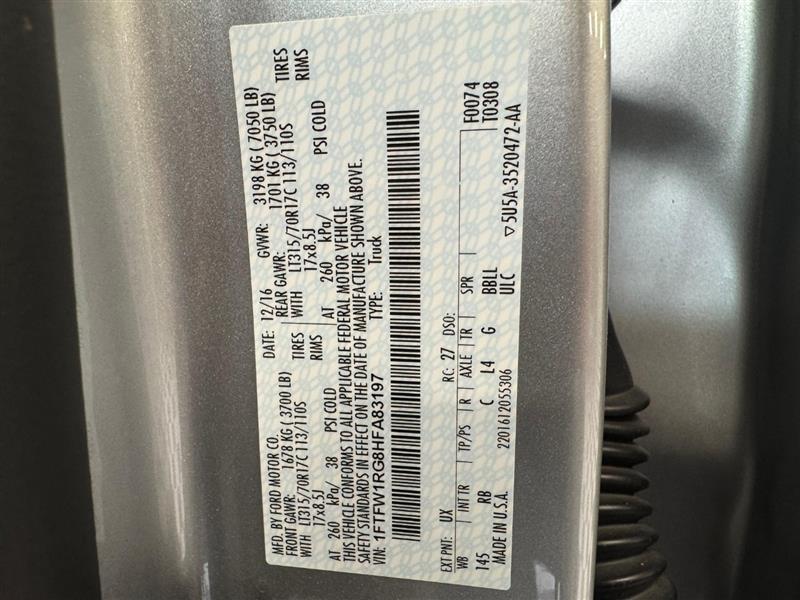 MFD. BY FORD MOTOR CO. DATE: 12/16 GVWR: 3198 KG ( 7050 LB)
FRONT GAWR: 1678 KG ( 3700 LB) REAR GAWR: 1701 KG ( 3750 LB)
WITH LT315/70R17C 113/110S TIRES WITH LT315/70R17C 113/110S TIRES
17x8.5J RIMS 17x8.5J RIMS
AT 260 kPa/ 38 PSI COLD AT 260 kPa/ 38 PSI COLD
THIS VEHICLE CONFORMS TO ALL APPLICABLE FEDERAL MOTOR VEHICLE
SAFETY STANDARDS IN EFFECT ON THE DATE OF MANUFACTURE SHOWN ABOVE.
VIN: 1FTFW1RG8HFA83197 TYPE: Truck
EXT PNT: UX RC: 27 DSO: F0074
WB INT TR TP/PS R AXLE TR SPR T0308
145 RB C L4 G BBLL
MADE IN U.S.A. 2201612055306 ULC ▽5U5A-3520472-AA